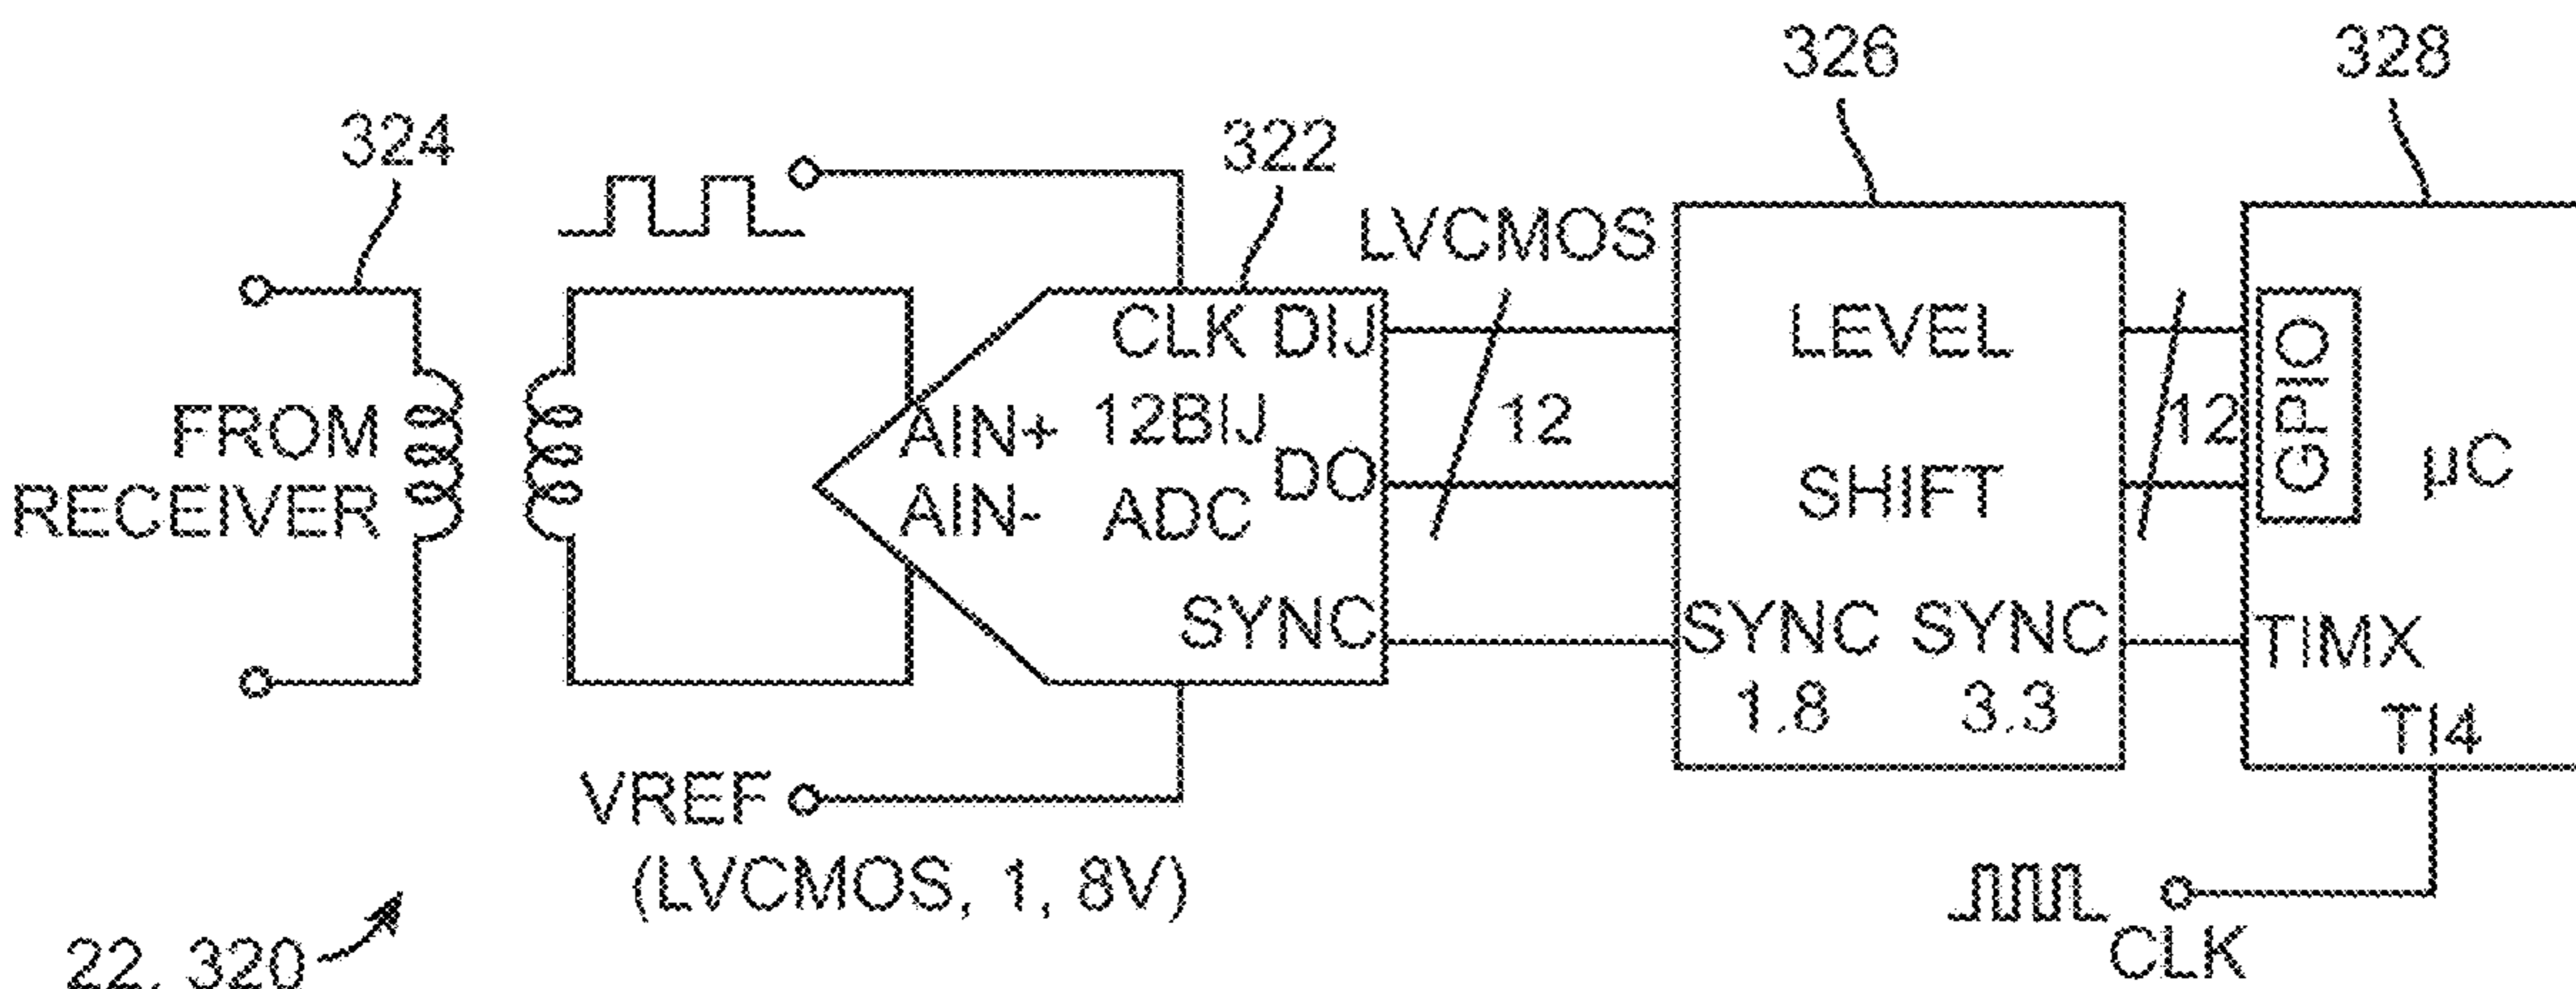 326
328
324
322
LVCMOS
CLK DIJ
LEVEL
FROM
AIN+
12BIJ
12
12
GPIO
µC
RECEIVER
AIN-
ADC
DO
SHIFT
SYNC
SYNC
SYNC
TIMX
1.8
3.3
TI4
VREF
(LVCMOS, 1, 8V)
22, 320
CLK